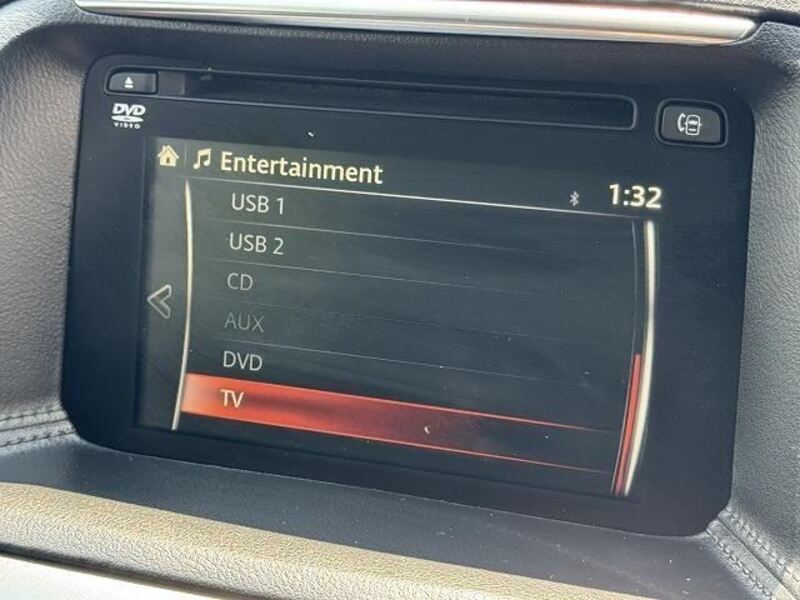 DVD
VIDEO
Entertainment
1:32
USB 1
USB 2
CD
AUX
DVD
TV